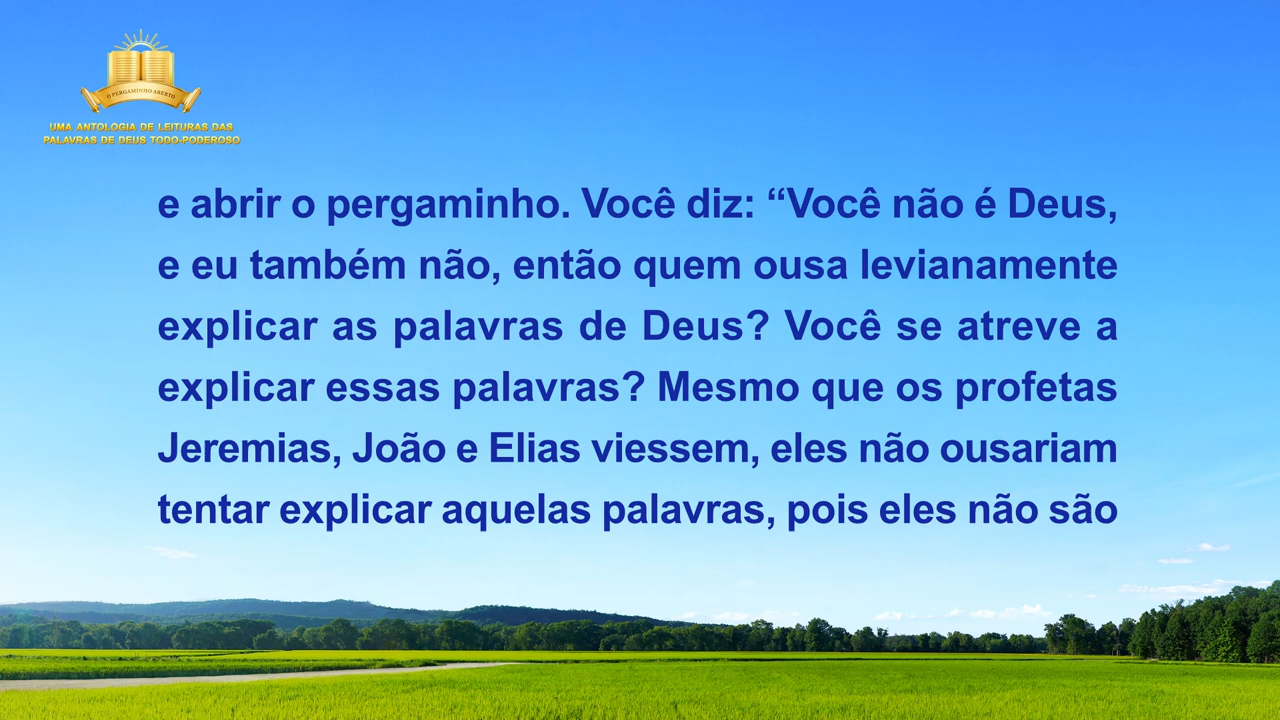 O PERGAMINHO ABERTO
UMA ANTOLOGIA DE LEITURAS DAS
PALAVRAS DE DEUS TODO-PODEROSO
e abrir o pergaminho. Você diz: “Você não é Deus,
e eu também não, então quem ousa levianamente
explicar as palavras de Deus? Você se atreve a
explicar essas palavras? Mesmo que os profetas
Jeremias, João e Elias viessem, eles não ousariam
tentar explicar aquelas palavras, pois eles não são